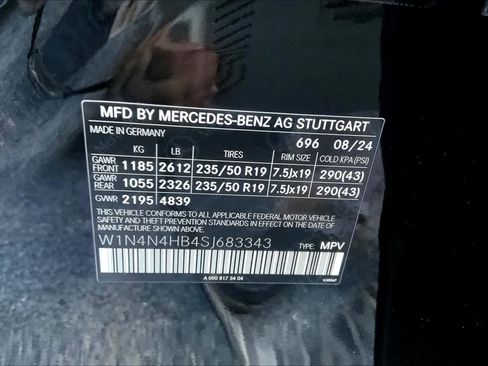 MFD BY MERCEDES-BENZ AG STUTTGART
MADE IN GERMANY 696 08/24
KG LB TIRES RIM SIZE COLD KPA (PSI)
GAWR FRONT 1185 2612 235/50 R19 7.5Jx19 290(43)
GAWR REAR 1055 2326 235/50 R19 7.5Jx19 290(43)
GVWR 2195 4839
THIS VEHICLE CONFORMS TO ALL APPLICABLE FEDERAL MOTOR VEHICLE
SAFETY AND THEFT PREVENTION STANDARDS IN EFFECT ON THE DATE
OF MANUFACTURE SHOWN ABOVE.
W1N4N4HB4SJ683343 TYPE: MPV
A 000 817 54 04